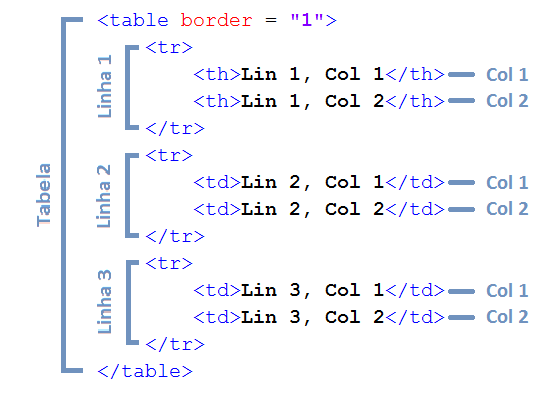 <table border = "1">
<tr>
<th>Lin 1, Col 1</th> Col 1
<th>Lin 1, Col 2</th> Col 2
</tr>
<tr>
<td>Lin 2, Col 1</td> Col 1
<td>Lin 2, Col 2</td> Col 2
</tr>
<tr>
<td>Lin 3, Col 1</td> Col 1
<td>Lin 3, Col 2</td> Col 2
</tr>
</table>
Tabela
Linha 1
Linha 2
Linha 3